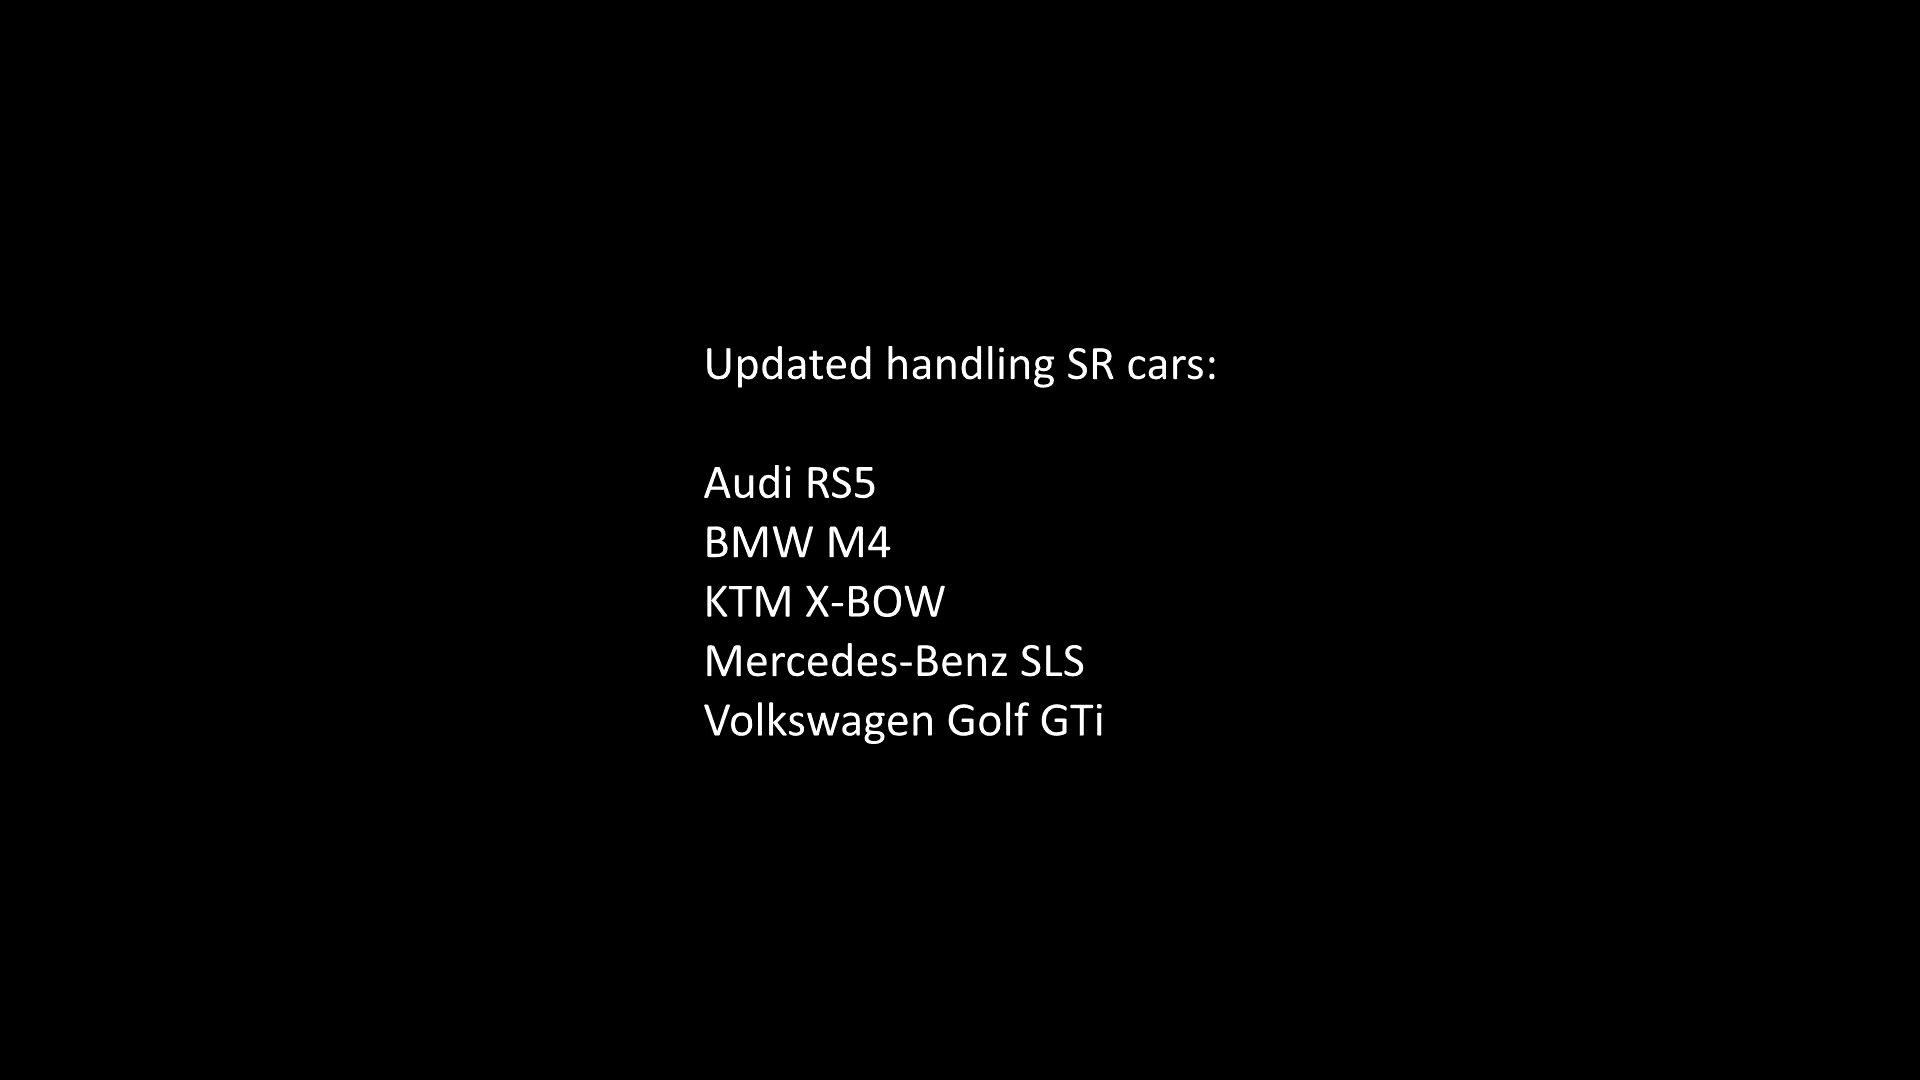 Updated handling SR cars:
Audi RS5
BMW M4
KTM X-BOW
Mercedes-Benz SLS
Volkswagen Golf GTi